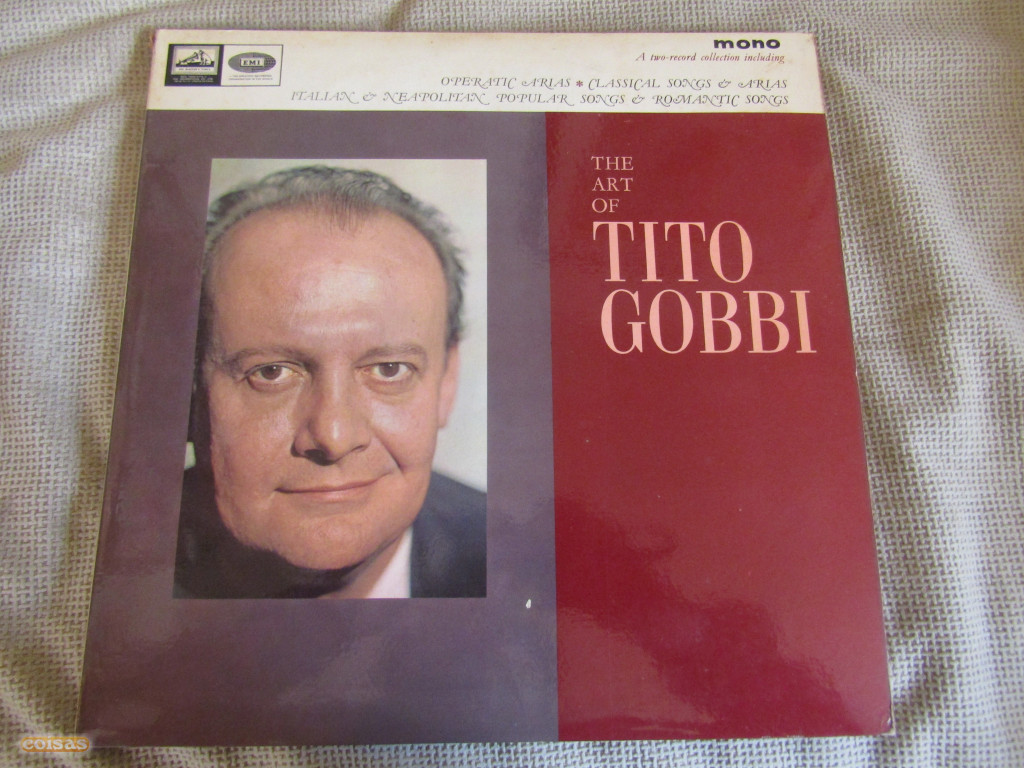 mono
A two-record collection including
EMI
OPERATIC ARIAS * CLASSICAL SONGS & ARIAS
ITALIAN & NEAPOLITAN POPULAR SONGS & ROMANTIC SONGS
THE
ART
OF
TITO
GOBBI
coisas